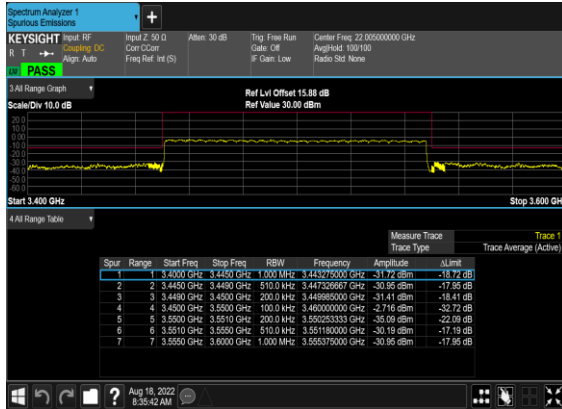 Spectrum Analyzer 1
Spurious Emissions
+
KEYSIGHT Input: RF Input Z: 50 Ω Atten: 30 dB Trig: Free Run Center Freq: 22.005000000 GHz
R T Coupling: DC Corr CCorr Gate: Off Avg|Hold: 100/100
Align: Auto Freq Ref: Int (S) IF Gain: Low Radio Std: None
LXI PASS
3 All Range Graph Ref Lvl Offset 15.88 dB
Scale/Div 10.0 dB Ref Value 30.00 dBm
20.0
10.0
0.00
-10.0
-20.0
-30.0
-40.0
-50.0
-60.0
Start 3.400 GHz Stop 3.600 GH
4 All Range Table
Measure Trace Trace 1
Trace Type Trace Average (Active)
Spur Range Start Freq Stop Freq RBW Frequency Amplitude ΔLimit
1 1 3.4000 GHz 3.4450 GHz 1.000 MHz 3.443275000 GHz -31.72 dBm -18.72 dB
2 2 3.4450 GHz 3.4490 GHz 510.0 kHz 3.447326667 GHz -30.95 dBm -17.95 dB
3 3 3.4490 GHz 3.4500 GHz 200.0 kHz 3.449985000 GHz -31.41 dBm -18.41 dB
4 4 3.4500 GHz 3.5500 GHz 100.0 kHz 3.460000000 GHz -2.716 dBm -32.72 dB
5 5 3.5500 GHz 3.5510 GHz 200.0 kHz 3.550253333 GHz -35.09 dBm -22.09 dB
6 6 3.5510 GHz 3.5550 GHz 510.0 kHz 3.551180000 GHz -30.19 dBm -17.19 dB
7 7 3.5550 GHz 3.6000 GHz 1.000 MHz 3.555375000 GHz -30.95 dBm -17.95 dB
? Aug 18, 2022
8:35:42 AM